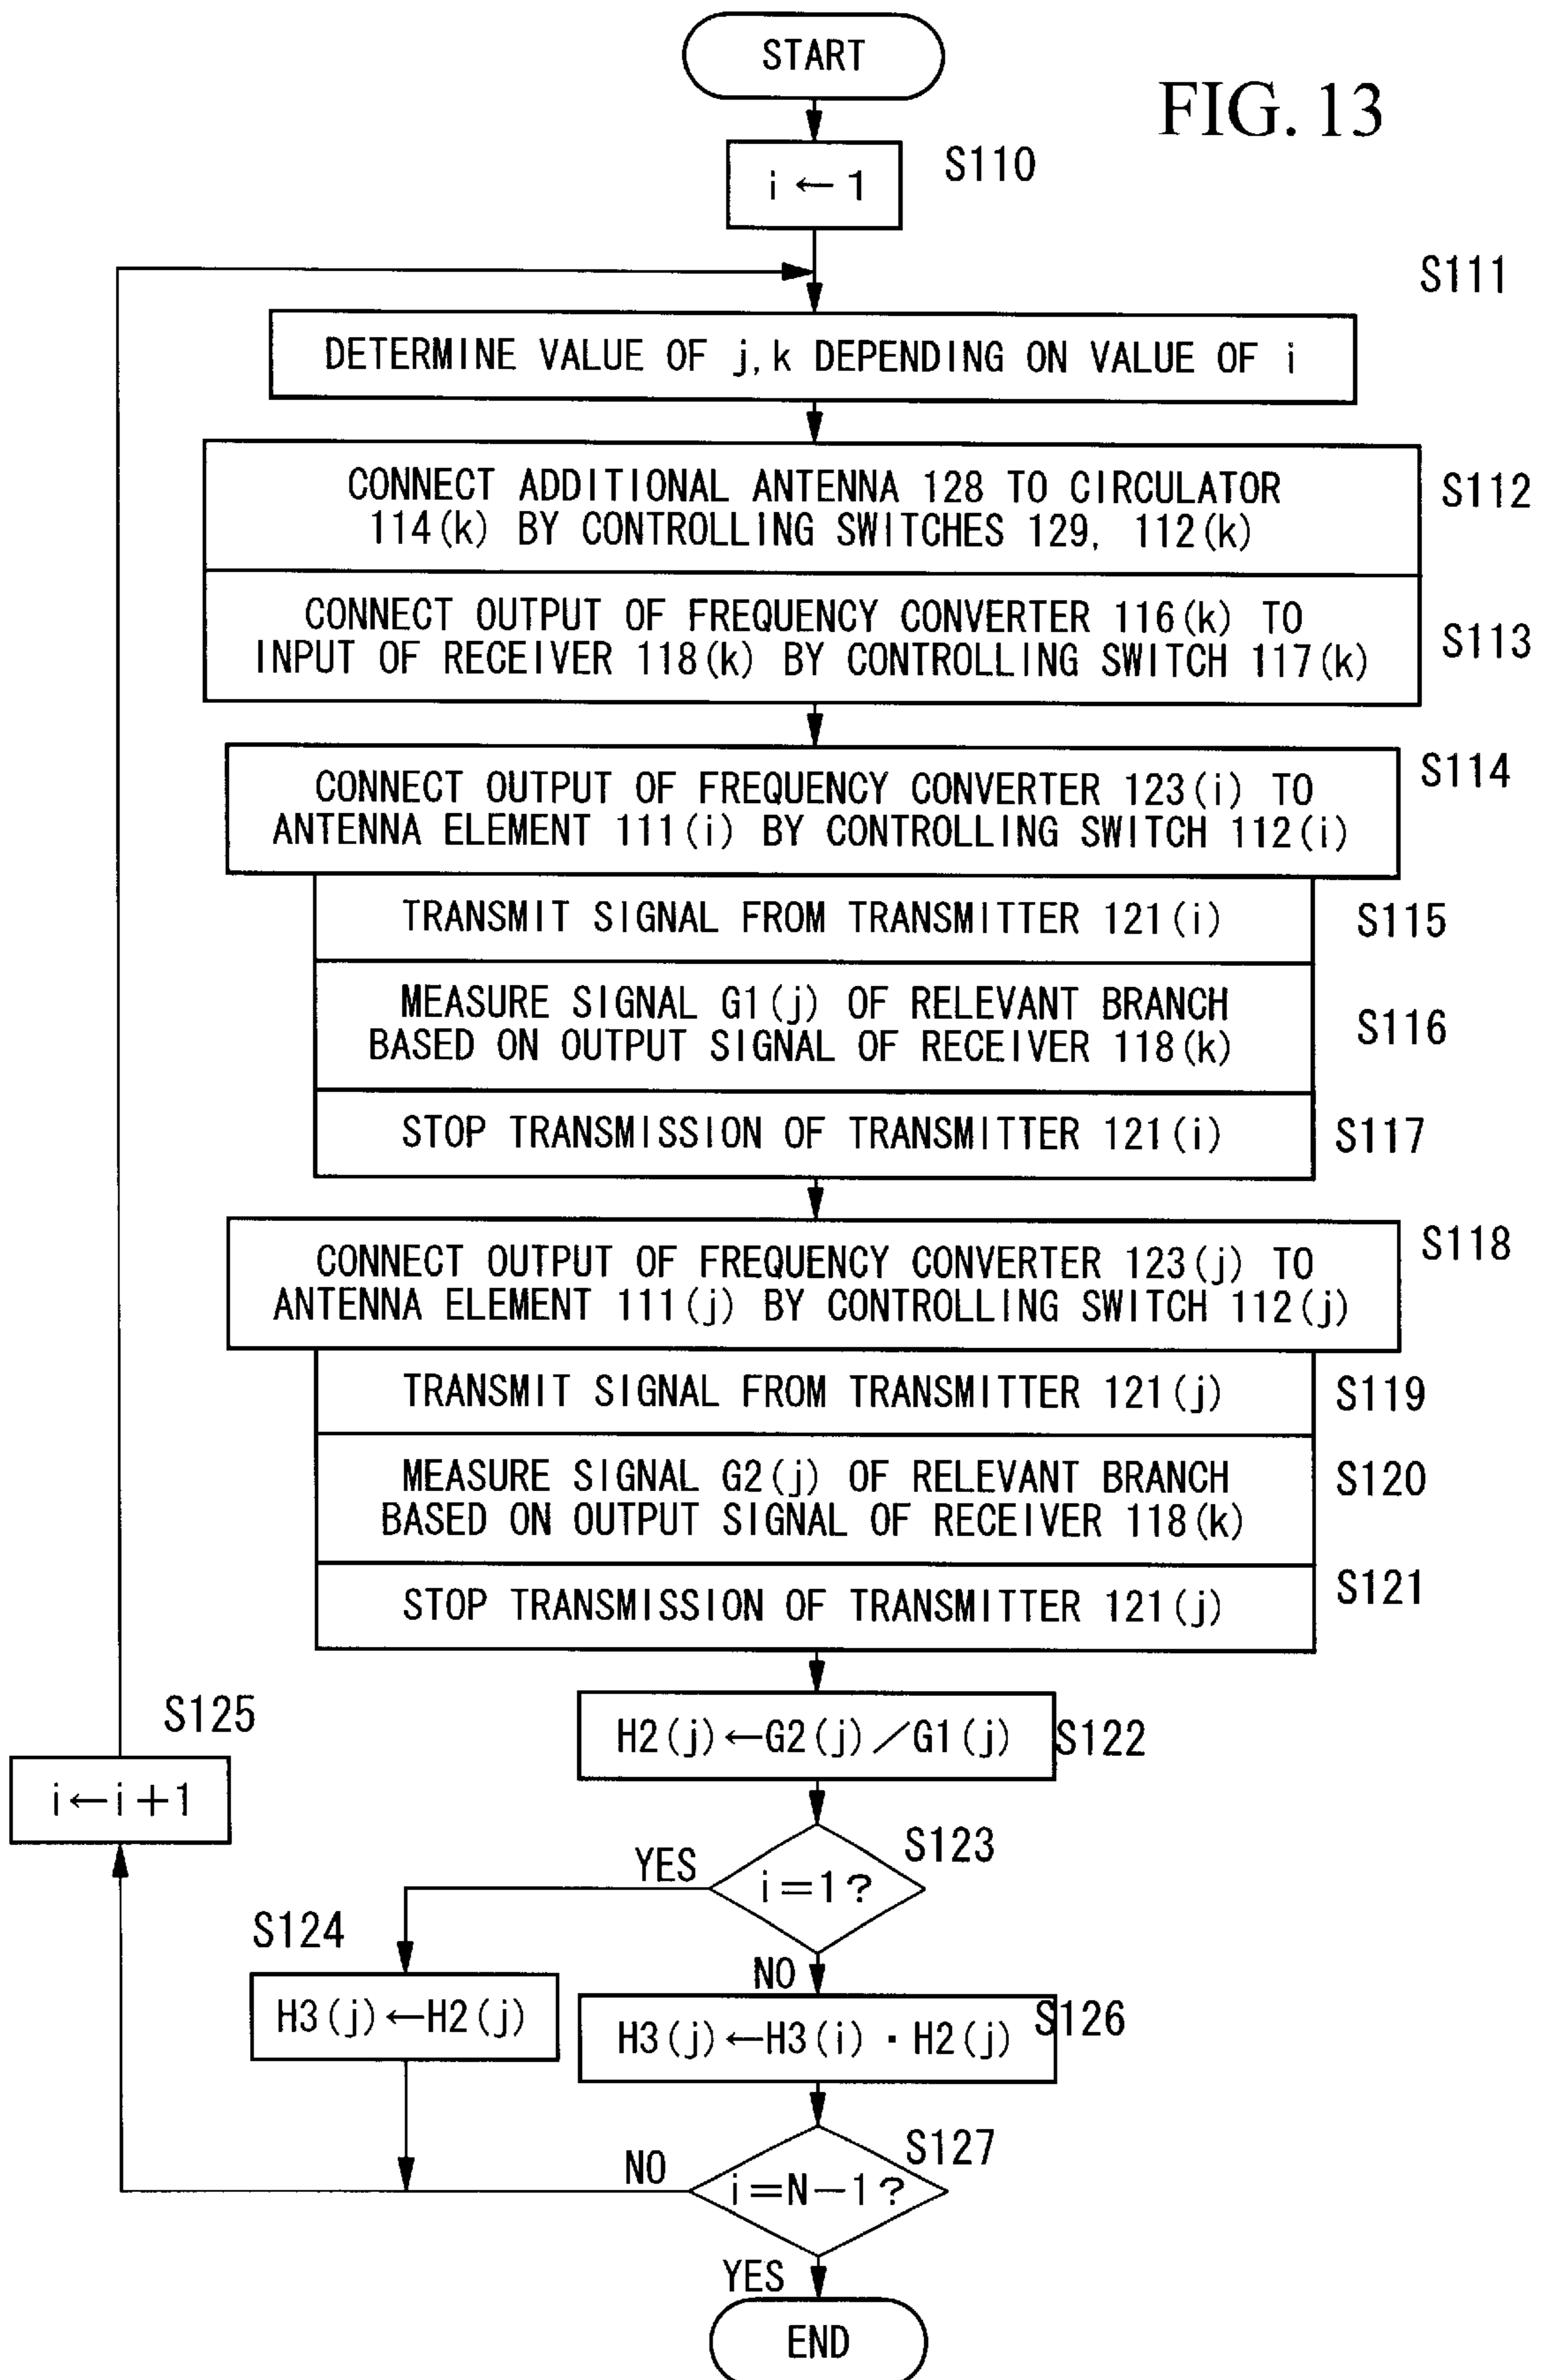 START
FIG. 13
S110
i ← 1
S111
DETERMINE VALUE OF j,k DEPENDING ON VALUE OF i
CONNECT ADDITIONAL ANTENNA 128 TO CIRCULATOR
114(k) BY CONTROLLING SWITCHES 129, 112(k)
S112
CONNECT OUTPUT OF FREQUENCY CONVERTER 116(k) TO
INPUT OF RECEIVER 118(k) BY CONTROLLING SWITCH 117(k)
S113
CONNECT OUTPUT OF FREQUENCY CONVERTER 123(i) TO
ANTENNA ELEMENT 111(i) BY CONTROLLING SWITCH 112(i)
S114
TRANSMIT SIGNAL FROM TRANSMITTER 121(i)
S115
MEASURE SIGNAL G1(j) OF RELEVANT BRANCH
BASED ON OUTPUT SIGNAL OF RECEIVER 118(k)
S116
STOP TRANSMISSION OF TRANSMITTER 121(i)
S117
CONNECT OUTPUT OF FREQUENCY CONVERTER 123(j) TO
ANTENNA ELEMENT 111(j) BY CONTROLLING SWITCH 112(j)
S118
TRANSMIT SIGNAL FROM TRANSMITTER 121(j)
S119
MEASURE SIGNAL G2(j) OF RELEVANT BRANCH
BASED ON OUTPUT SIGNAL OF RECEIVER 118(k)
S120
STOP TRANSMISSION OF TRANSMITTER 121(j)
S121
H2(j)←G2(j)/G1(j)
S122
S125
i←i+1
S123
YES
i=1?
S124
NO
H3(j)←H2(j)
H3(j)←H3(i)・H2(j)
S126
S127
NO
i=N-1?
YES
END